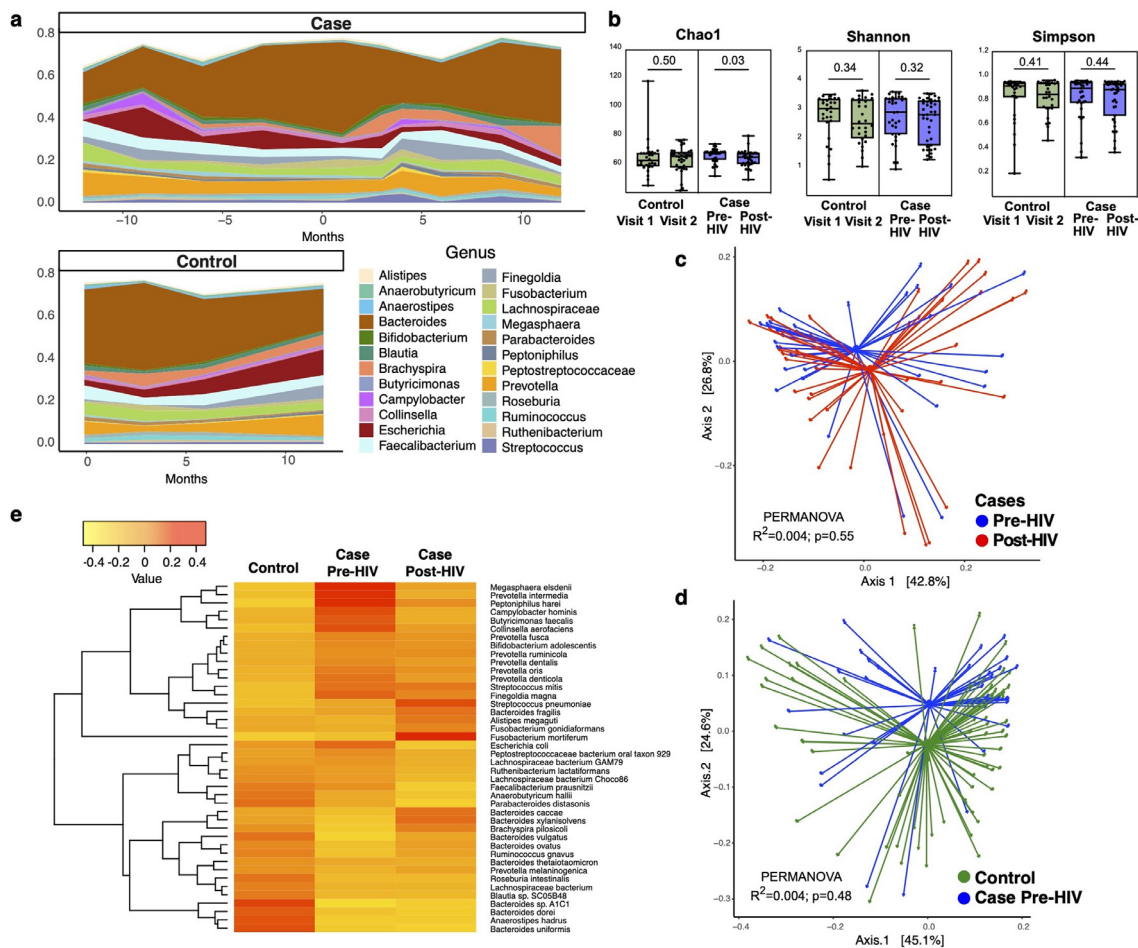 a
Case
0.8
0.6
0.4
0.2
0.0
−10
−5
0
5
10
Months
Control
0.8
0.6
0.4
0.2
0.0
0
5
10
Months
Genus
Alistipes
Anaerobutyricum
Anaerostipes
Bacteroides
Bifidobacterium
Blautia
Brachyspira
Butyricimonas
Campylobacter
Collinsella
Escherichia
Faecalibacterium
Finegoldia
Fusobacterium
Lachnospiraceae
Megasphaera
Parabacteroides
Peptoniphilus
Peptostreptococcaceae
Prevotella
Roseburia
Ruminococcus
Ruthenibacterium
Streptococcus
b
Chao1
140
120
100
80
60
0.50
0.03
Control
Visit 1 Visit 2
Case
Pre-HIV
Post-HIV
Shannon
5
4
3
2
1
0.34
0.32
Control
Visit 1 Visit 2
Case
Pre-HIV
Post-HIV
Simpson
1.2
1.0
0.8
0.6
0.4
0.2
0.41
0.44
Control
Visit 1 Visit 2
Case
Pre-HIV
Post-HIV
c
0.2
0.0
−0.2
Axis 2 [26.8%]
PERMANOVA
R²=0.004; p=0.55
Cases
Pre-HIV
Post-HIV
−0.2
0.0
0.2
Axis 1 [42.8%]
d
0.2
0.1
0.0
−0.1
−0.2
−0.3
Axis.2 [24.6%]
PERMANOVA
R²=0.004; p=0.48
Control
Case Pre-HIV
−0.4
−0.2
0.0
0.2
Axis.1 [45.1%]
e
-0.4 -0.2 0 0.2 0.4
Value
Control
Case
Pre-HIV
Case
Post-HIV
Megasphaera elsdenii
Prevotella intermedia
Peptoniphilus harei
Campylobacter hominis
Butyricimonas faecalis
Collinsella aerofaciens
Prevotella fusca
Bifidobacterium adolescentis
Prevotella ruminicola
Prevotella dentalis
Prevotella oris
Prevotella denticola
Streptococcus mitis
Finegoldia magna
Streptococcus pneumoniae
Bacteroides fragilis
Alistipes megaguti
Fusobacterium gonidiaformans
Fusobacterium mortiferum
Escherichia coli
Peptostreptococcaceae bacterium oral taxon 929
Lachnospiraceae bacterium GAM79
Ruthenibacterium lactatiformans
Lachnospiraceae bacterium Choco86
Faecalibacterium prausnitzii
Anaerobutyricum hallii
Parabacteroides distasonis
Bacteroides caccae
Bacteroides xylanisolvens
Brachyspira pilosicoli
Bacteroides vulgatus
Bacteroides ovatus
Ruminococcus gnavus
Bacteroides thetaiotaomicron
Prevotella melaninogenica
Roseburia intestinalis
Lachnospiraceae bacterium
Blautia sp. SC05B48
Bacteroides sp. A1C1
Bacteroides dorei
Anaerostipes hadrus
Bacteroides uniformis